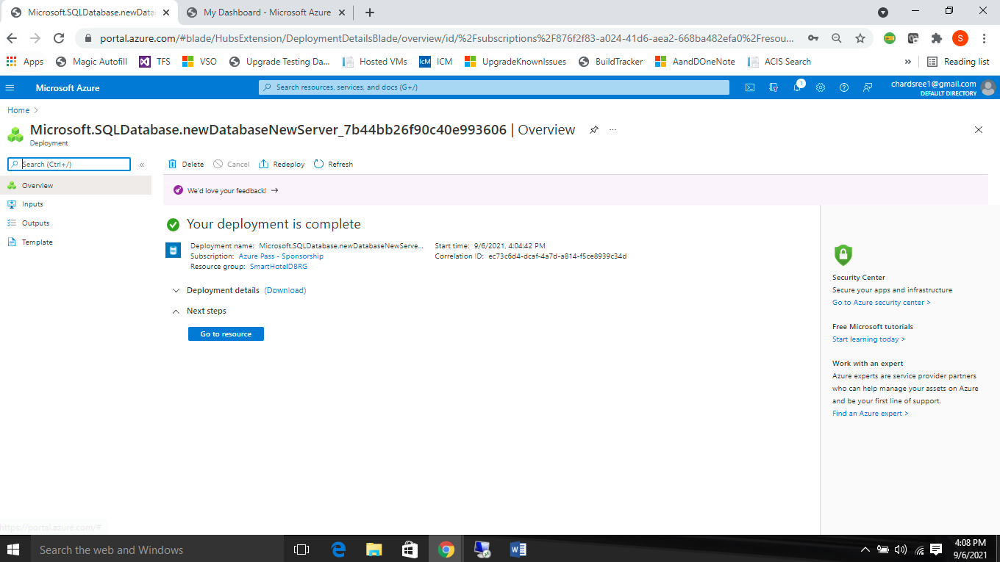 Microsoft.SQLDatabase.newDatal
My Dashboard - Microsoft Azure
portal.azure.com/#blade/HubsExtension/DeploymentDetailsBlade/overview/id/%2Fsubscriptions%2F876f2f83-a024-41d6-aea2-668ba482efa0%2Fresou...
S
Apps
Magic Autofill
TFS
VSO
Upgrade Testing Da...
Hosted VMs
IcM
ICM
UpgradeKnownIssues
BuildTracker
AandDOneNote
ACIS Search
»
Reading list
Microsoft Azure
Search resources, services, and docs (G+/)
1
chardsree1@gmail.com
DEFAULT DIRECTORY
Home >
Microsoft.SQLDatabase.newDatabaseNewServer_7b44bb26f90c40e993606 | Overview
...
Deployment
Search (Ctrl+/)
«
Delete
Cancel
Redeploy
Refresh
Overview
Inputs
Outputs
Template
We'd love your feedback! →
Your deployment is complete
Deployment name: Microsoft.SQLDatabase.newDatabaseNewServe...
Subscription: Azure Pass - Sponsorship
Resource group: SmartHotelDBRG
Start time: 9/6/2021, 4:04:42 PM
Correlation ID: ec73c6d4-dcaf-4a7d-a814-f5ce8939c34d
Deployment details (Download)
Next steps
Go to resource
Security Center
Secure your apps and infrastructure
Go to Azure security center >
Free Microsoft tutorials
Start learning today >
Work with an expert
Azure experts are service provider partners
who can help manage your assets on Azure
and be your first line of support.
Find an Azure expert >
https://portal.azure.com/#
Search the web and Windows
4:08 PM
9/6/2021